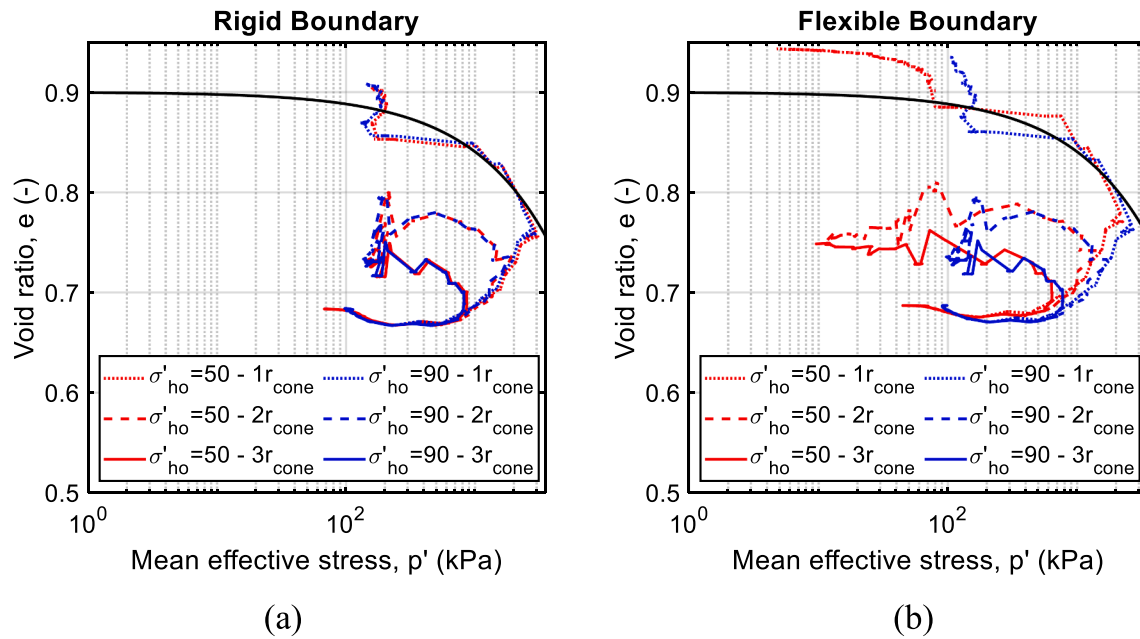 Rigid Boundary
Void ratio, e (-)
0.9
0.8
0.7
0.6
0.5
σ'ho=50 - 1rcone
σ'ho=50 - 2rcone
σ'ho=50 - 3rcone
σ'ho=90 - 1rcone
σ'ho=90 - 2rcone
σ'ho=90 - 3rcone
10^0
10^2
Mean effective stress, p' (kPa)
(a)
Flexible Boundary
Void ratio, e (-)
0.9
0.8
0.7
0.6
0.5
σ'ho=50 - 1rcone
σ'ho=50 - 2rcone
σ'ho=50 - 3rcone
σ'ho=90 - 1rcone
σ'ho=90 - 2rcone
σ'ho=90 - 3rcone
10^0
10^2
Mean effective stress, p' (kPa)
(b)